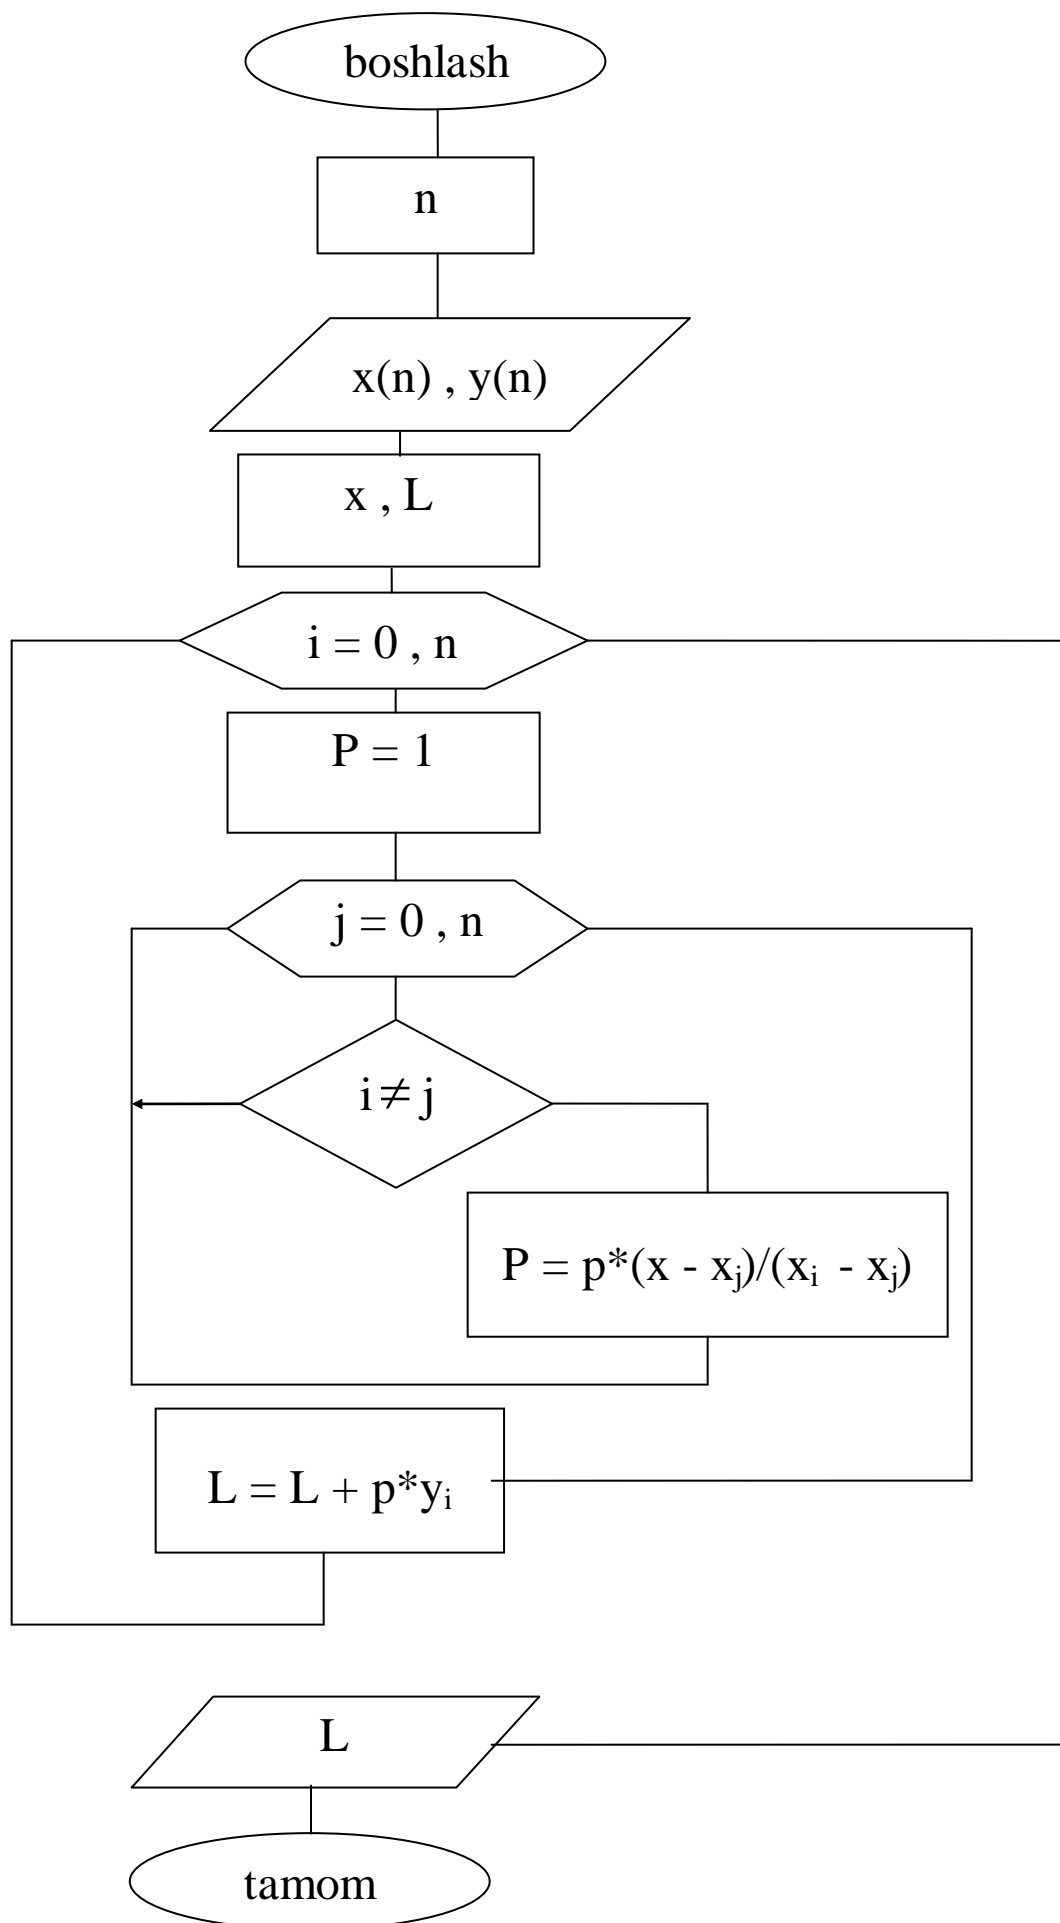 boshlash
n
x(n) , y(n)
x , L
i = 0 , n
P = 1
j = 0 , n
i ≠ j
P = p*(x - xⱼ)/(xᵢ - xⱼ)
L = L + p*yᵢ
L
tamom